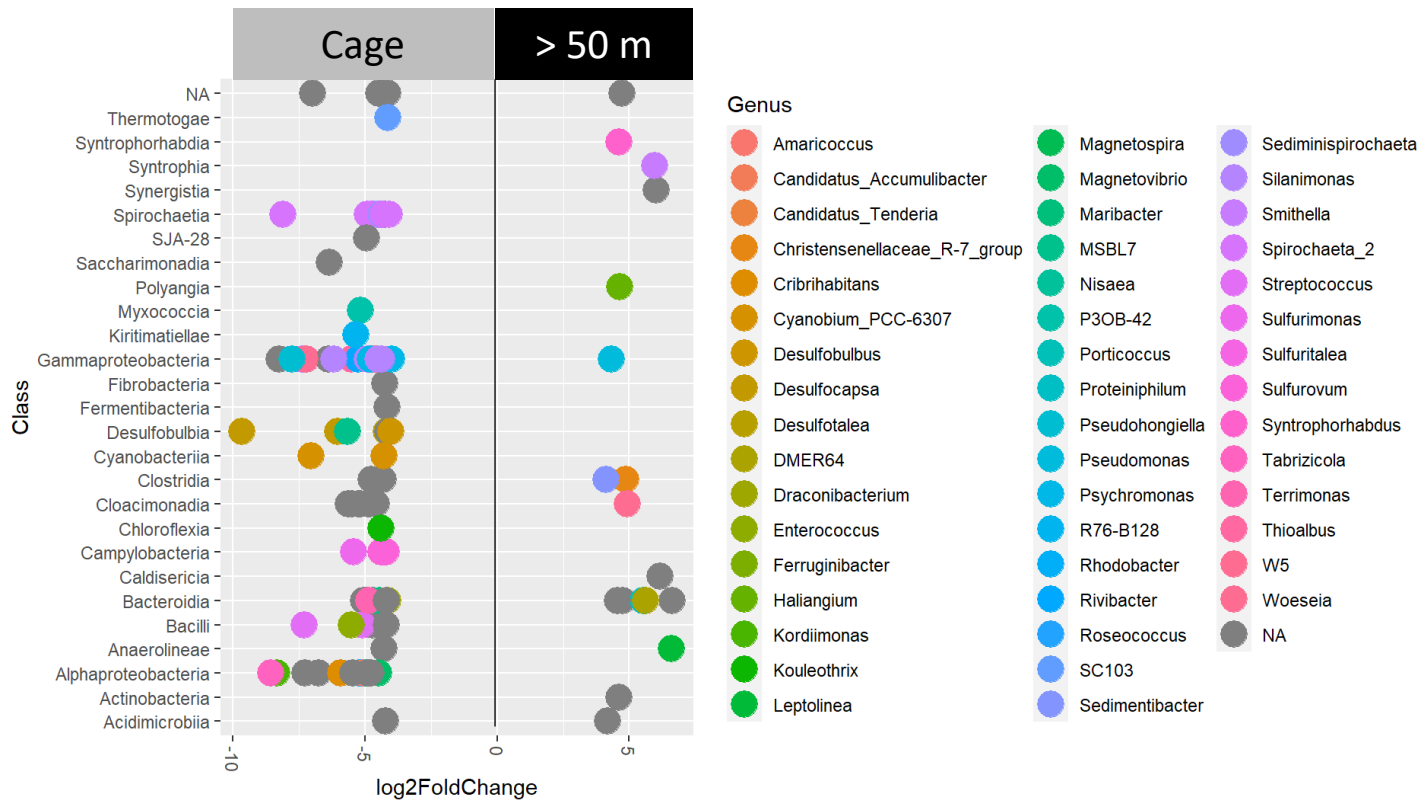 Cage
> 50 m
NA
Thermotogae
Syntrophorhabdia
Syntrophia
Synergistia
Spirochaetia
SJA-28
Saccharimonadia
Polyangia
Myxococcia
Kiritimatiellae
Gammaproteobacteria
Fibrobacteria
Fermentibacteria
Desulfobulbia
Cyanobacteriia
Clostridia
Cloacimonadia
Chloroflexia
Campylobacteria
Caldisericia
Bacteroidia
Bacilli
Anaerolineae
Alphaproteobacteria
Actinobacteria
Acidimicrobiia
Class
-10
-5
0
5
log2FoldChange
Genus
Amaricoccus
Candidatus_Accumulibacter
Candidatus_Tenderia
Christensenellaceae_R-7_group
Cribrihabitans
Cyanobium_PCC-6307
Desulfobulbus
Desulfocapsa
Desulfotalea
DMER64
Draconibacterium
Enterococcus
Ferruginibacter
Haliangium
Kordiimonas
Kouleothrix
Leptolinea
Magnetospira
Magnetovibrio
Maribacter
MSBL7
Nisaea
P3OB-42
Porticoccus
Proteiniphilum
Pseudohongiella
Pseudomonas
Psychromonas
R76-B128
Rhodobacter
Rivibacter
Roseococcus
SC103
Sedimentibacter
Sediminispirochaeta
Silanimonas
Smithella
Spirochaeta_2
Streptococcus
Sulfurimonas
Sulfuritalea
Sulfurovum
Syntrophorhabdus
Tabrizicola
Terrimonas
Thioalbus
W5
Woeseia
NA